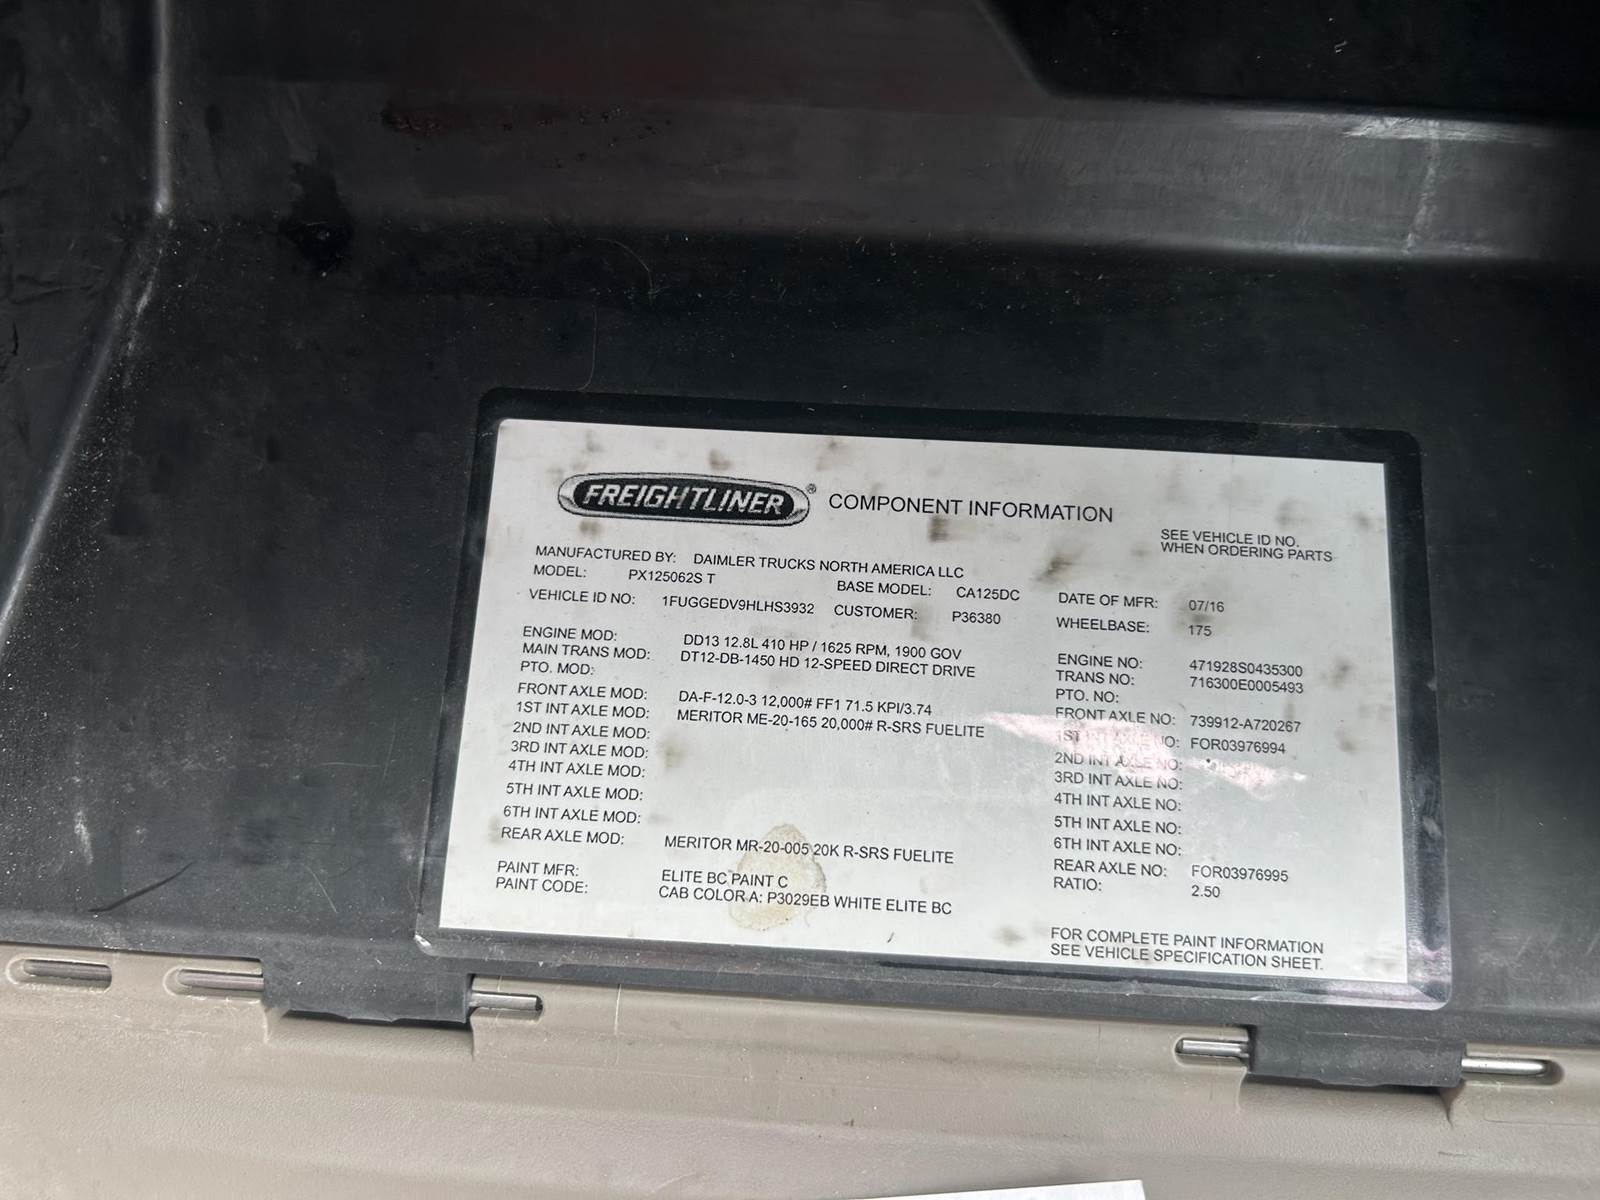 FREIGHTLINER® COMPONENT INFORMATION
SEE VEHICLE ID NO.
WHEN ORDERING PARTS
MANUFACTURED BY: DAIMLER TRUCKS NORTH AMERICA LLC
MODEL: PX125062S T BASE MODEL: CA125DC DATE OF MFR: 07/16
VEHICLE ID NO: 1FUGGEDV9HLHS3932 CUSTOMER: P36380 WHEELBASE: 175
ENGINE MOD: DD13 12.8L 410 HP / 1625 RPM, 1900 GOV ENGINE NO: 471928S0435300
MAIN TRANS MOD: DT12-DB-1450 HD 12-SPEED DIRECT DRIVE TRANS NO: 716300E0005493
PTO. MOD: PTO. NO:
FRONT AXLE MOD: DA-F-12.0-3 12,000# FF1 71.5 KPI/3.74 FRONT AXLE NO: 739912-A720267
1ST INT AXLE MOD: MERITOR ME-20-165 20,000# R-SRS FUELITE 1ST INT AXLE NO: FOR03976994
2ND INT AXLE MOD: 2ND INT AXLE NO:
3RD INT AXLE MOD: 3RD INT AXLE NO:
4TH INT AXLE MOD: 4TH INT AXLE NO:
5TH INT AXLE MOD: 5TH INT AXLE NO:
6TH INT AXLE MOD: 6TH INT AXLE NO:
REAR AXLE MOD: MERITOR MR-20-005 20K R-SRS FUELITE REAR AXLE NO: FOR03976995
RATIO: 2.50
PAINT MFR: ELITE BC PAINT C
PAINT CODE: CAB COLOR A: P3029EB WHITE ELITE BC
FOR COMPLETE PAINT INFORMATION
SEE VEHICLE SPECIFICATION SHEET.